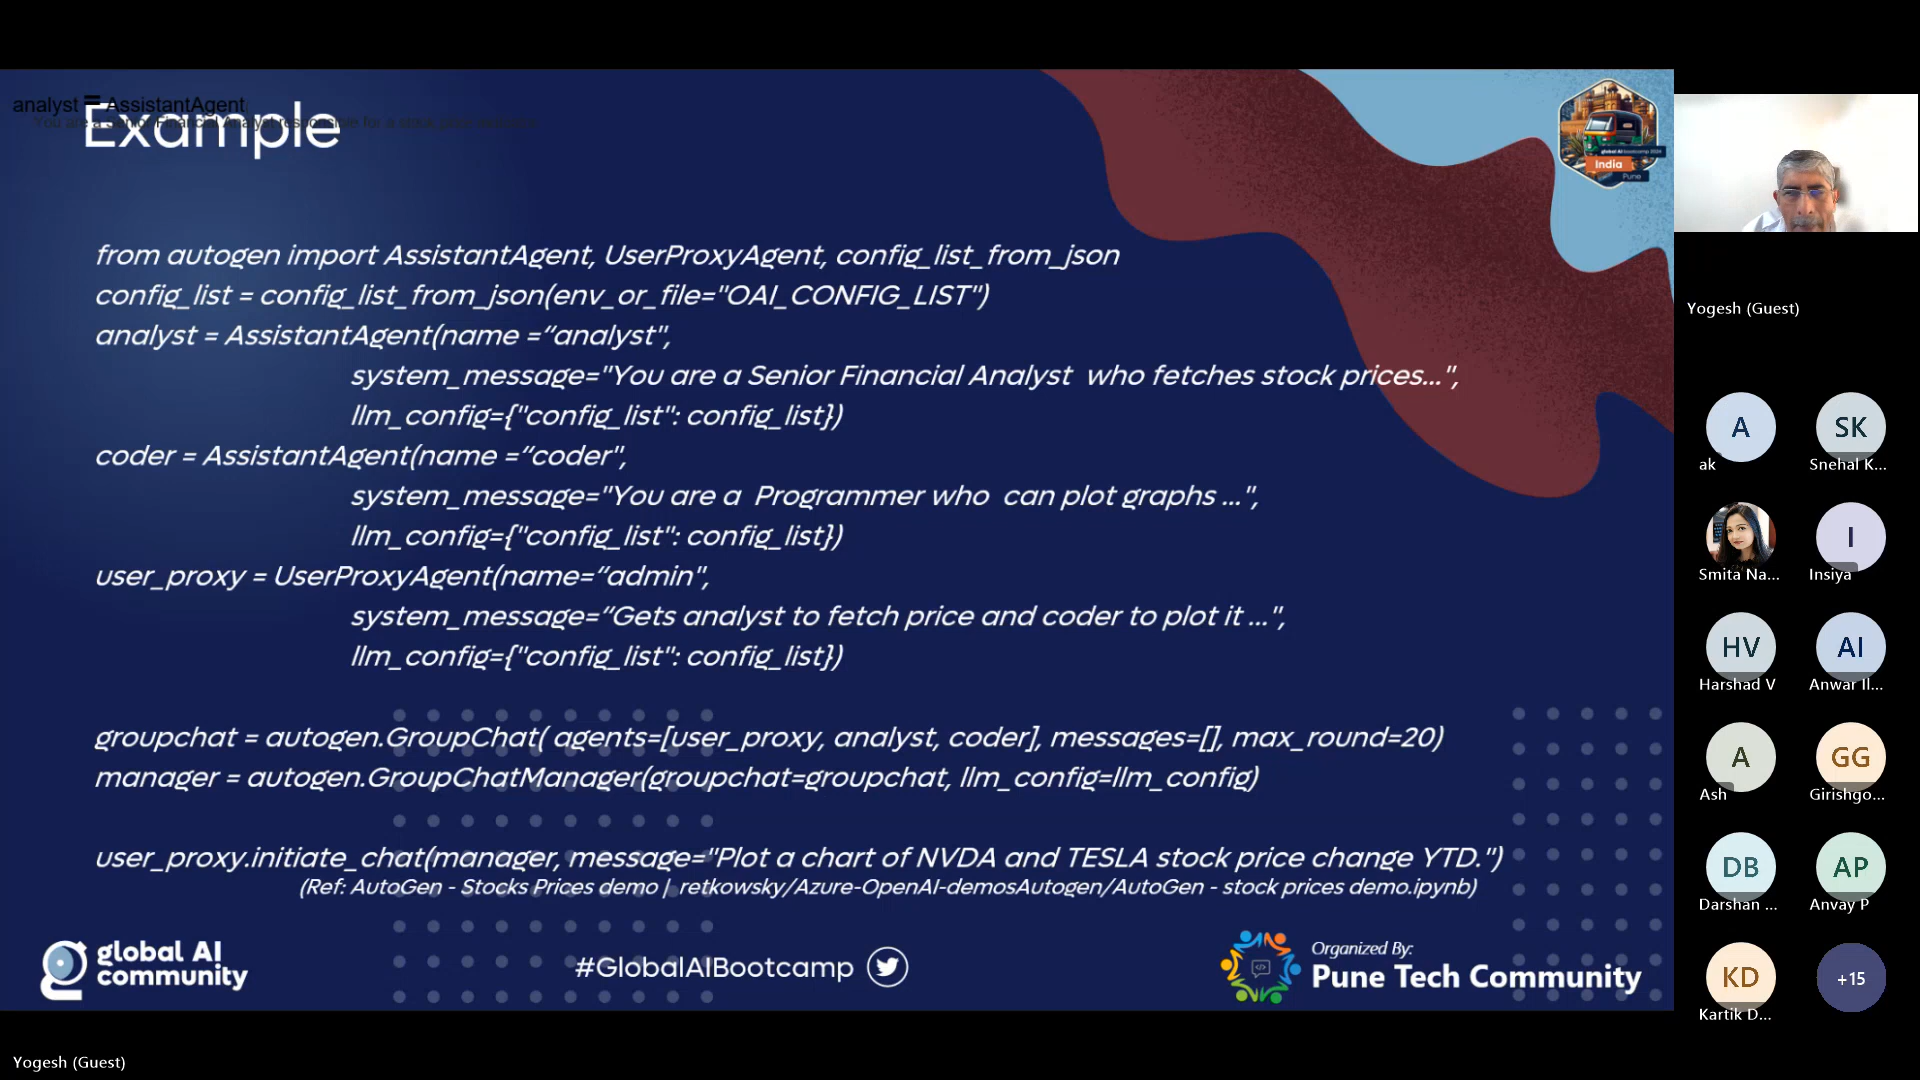 analyst = AssistantAgent
Example
from autogen import AssistantAgent, UserProxyAgent, config_list_from_json
config_list = config_list_from_json(env_or_file="OAI_CONFIG_LIST")
analyst = AssistantAgent(name =“analyst",
system_message="You are a Senior Financial Analyst  who fetches stock prices...",
llm_config={"config_list": config_list})
coder = AssistantAgent(name =“coder",
system_message="You are a  Programmer who  can plot graphs ...",
llm_config={"config_list": config_list})
user_proxy = UserProxyAgent(name=“admin",
system_message=“Gets analyst to fetch price and coder to plot it ...",
llm_config={"config_list": config_list})
groupchat = autogen.GroupChat( agents=[user_proxy, analyst, coder], messages=[], max_round=20)
manager = autogen.GroupChatManager(groupchat=groupchat, llm_config=llm_config)
user_proxy.initiate_chat(manager, message="Plot a chart of NVDA and TESLA stock price change YTD.")
(Ref: AutoGen - Stocks Prices demo |  retkowsky/Azure-OpenAI-demosAutogen/AutoGen - stock prices demo.ipynb)
global AI
community
#GlobalAIBootcamp
Organized By:
Pune Tech Community
global AI bootcamp 2024
India
Pune
Yogesh (Guest)
A
ak
SK
Snehal K...
Smita Na...
I
Insiya
HV
Harshad V
AI
Anwar Il...
A
Ash
GG
Girishgo...
DB
Darshan ...
AP
Anvay P
KD
Kartik D...
+15
Yogesh (Guest)